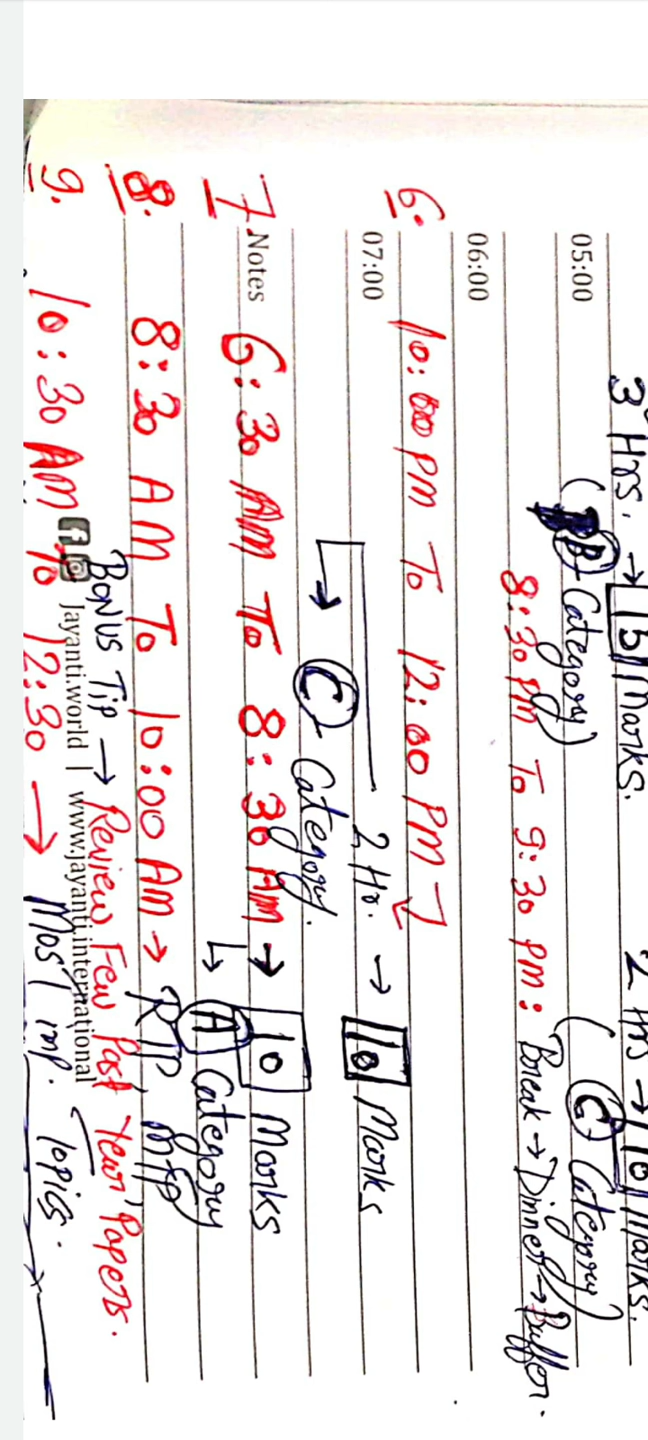 3 Hrs. → 15 Marks. 2 Hrs → 10 Marks.
05:00 (B Category) (C Category)
8:30 PM To 9:30 PM: Break → Dinner → Buffer.
06:00
6. 10:00 PM To 12:00 PM
07:00 2 Hr. → 10 Marks
C Category.
7. Notes 6:30 AM To 8:30 AM → 10 Marks
A Category
8. 8:30 AM To 10:00 AM → RTP, MTP
BONUS Tip → Review Few Past Year Papers.
Jayanti.world | www.jayanti.international
9. 10:30 AM To 12:30 → Most imp. topics.